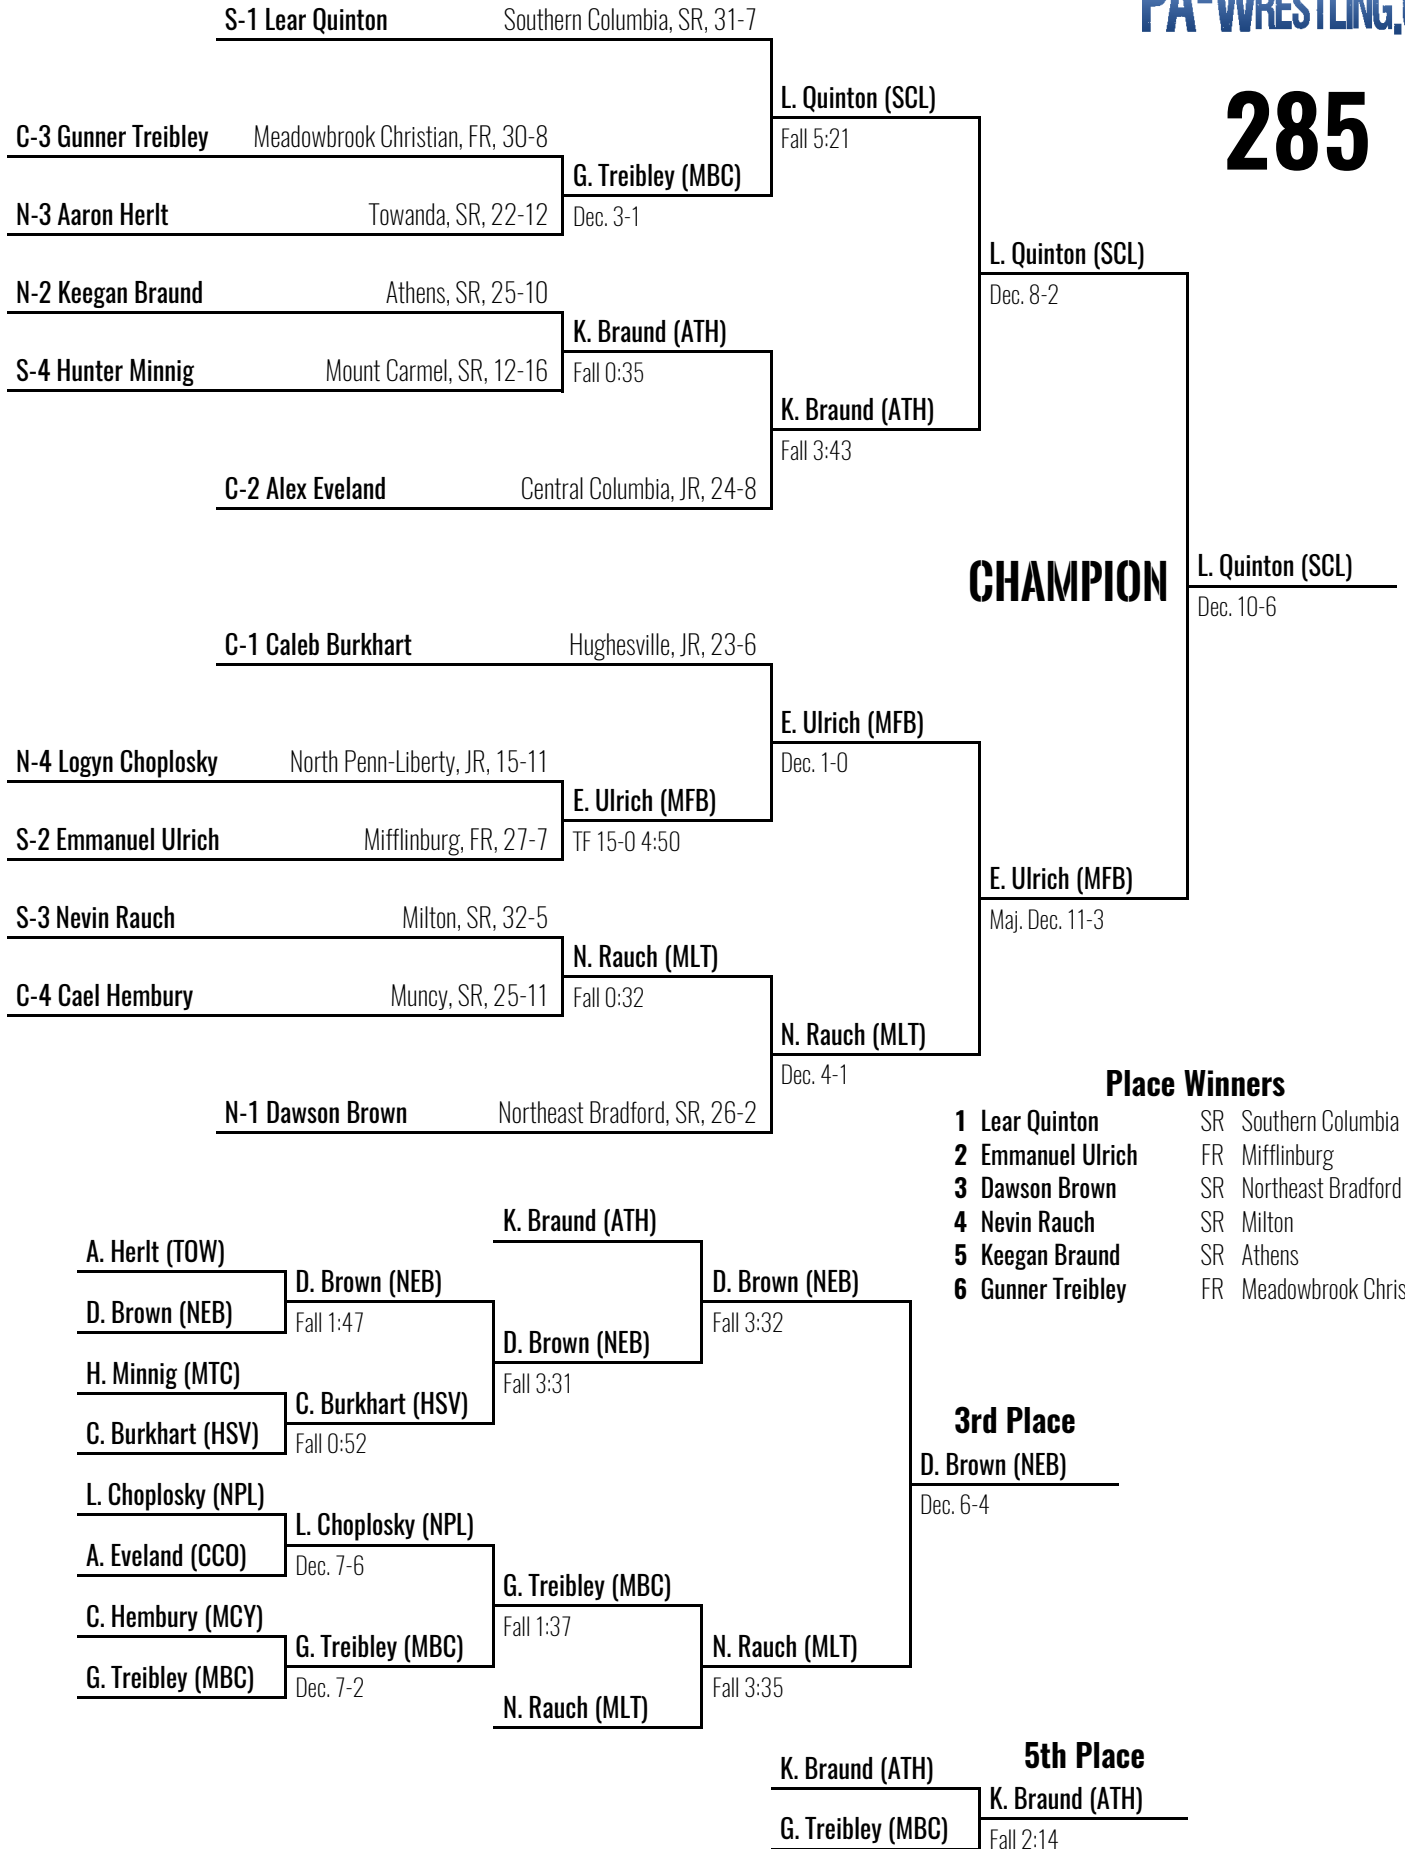 S-1 Lear Quinton Southern Columbia, SR, 31-7
PA-WRESTLING.
285
L. Quinton (SCL)
Fall 5:21
C-3 Gunner Treibley Meadowbrook Christian, FR, 30-8
G. Treibley (MBC)
Dec. 3-1
N-3 Aaron Herlt Towanda, SR, 22-12
L. Quinton (SCL)
Dec. 8-2
N-2 Keegan Braund Athens, SR, 25-10
K. Braund (ATH)
Fall 0:35
S-4 Hunter Minnig Mount Carmel, SR, 12-16
K. Braund (ATH)
Fall 3:43
C-2 Alex Eveland Central Columbia, JR, 24-8
CHAMPION
L. Quinton (SCL)
Dec. 10-6
C-1 Caleb Burkhart Hughesville, JR, 23-6
E. Ulrich (MFB)
Dec. 1-0
N-4 Logyn Choplosky North Penn-Liberty, JR, 15-11
E. Ulrich (MFB)
TF 15-0 4:50
S-2 Emmanuel Ulrich Mifflinburg, FR, 27-7
E. Ulrich (MFB)
Maj. Dec. 11-3
S-3 Nevin Rauch Milton, SR, 32-5
N. Rauch (MLT)
Fall 0:32
C-4 Cael Hembury Muncy, SR, 25-11
N. Rauch (MLT)
Dec. 4-1
N-1 Dawson Brown Northeast Bradford, SR, 26-2
Place Winners
1 Lear Quinton SR Southern Columbia
2 Emmanuel Ulrich FR Mifflinburg
3 Dawson Brown SR Northeast Bradford
4 Nevin Rauch SR Milton
5 Keegan Braund SR Athens
6 Gunner Treibley FR Meadowbrook Chris
K. Braund (ATH)
A. Herlt (TOW)
D. Brown (NEB)
Fall 1:47
D. Brown (NEB)
D. Brown (NEB)
Fall 3:32
D. Brown (NEB)
Fall 3:31
H. Minnig (MTC)
C. Burkhart (HSV)
Fall 0:52
C. Burkhart (HSV)
3rd Place
D. Brown (NEB)
Dec. 6-4
L. Choplosky (NPL)
L. Choplosky (NPL)
Dec. 7-6
A. Eveland (CCO)
G. Treibley (MBC)
Fall 1:37
C. Hembury (MCY)
G. Treibley (MBC)
Dec. 7-2
G. Treibley (MBC)
N. Rauch (MLT)
Fall 3:35
N. Rauch (MLT)
5th Place
K. Braund (ATH)
K. Braund (ATH)
Fall 2:14
G. Treibley (MBC)